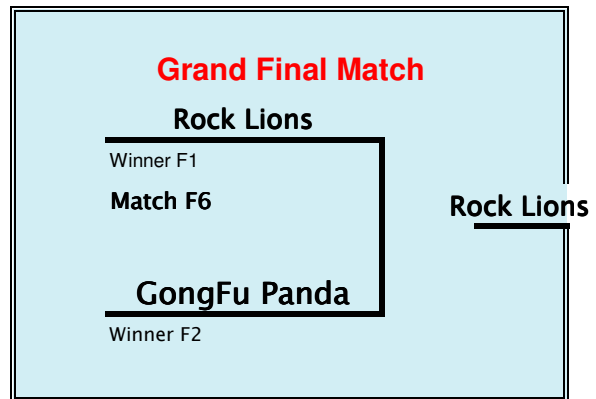 Grand Final Match
Rock Lions
Winner F1
Match F6
Rock Lions
GongFu Panda
Winner F2